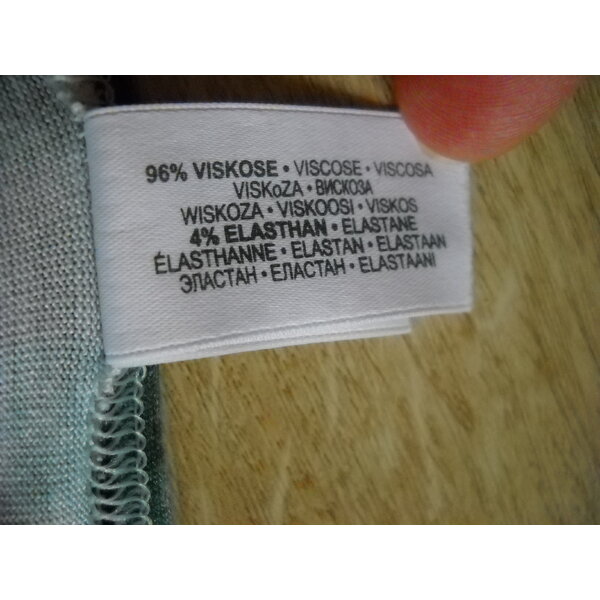 96% VISKOSE • VISCOSE • VISCOSA
VISKoZA • ВИСКОЗА
WISKOZA • VISKOOSI • VISKOS
4% ELASTHAN • ELASTANE
ÉLASTHANNE • ELASTAN • ELASTAAN
ЭЛАСТАН • ЕЛАСТАН • ELASTAANI